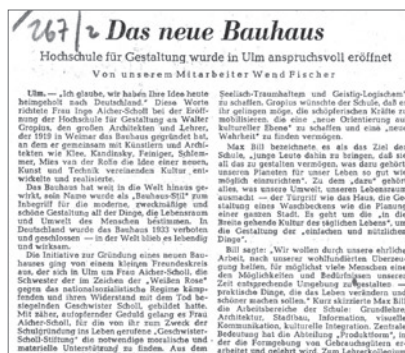 267/2
Das neue Bauhaus
Hochschule für Gestaltung wurde in Ulm anspruchsvoll eröffnet
Von unserem Mitarbeiter Wend Fischer
Ulm. — „Ich glaube, wir haben Ihre Idee heute
heimgeholt nach Deutschland.“ Diese Worte
richtete Frau Inge Aicher-Scholl bei der Eröff-
nung der Hochschule für Gestaltung an Walter
Gropius, den großen Architekten und Lehrer,
der 1919 in Weimar das Bauhaus gegründet hat,
an dem er gemeinsam mit Künstlern und Archi-
tekten wie Klee, Kandinsky, Feininger, Schlem-
mer, Mies van der Rohe die Idee einer neuen,
Kunst und Technik vereinenden Kultur ent-
wickelte und realisierte.
Das Bauhaus hat weit in die Welt hinaus ge-
wirkt, sein Name wurde als „Bauhaus-Stil“ zum
Inbegriff für die moderne, zweckmäßige und
schöne Gestaltung all der Dinge, die Lebensraum
und Umwelt des Menschen bestimmen. In
Deutschland wurde das Bauhaus 1933 verboten
und geschlossen — in der Welt blieb es lebendig
und wirksam.
Die Initiative zur Gründung eines neuen Bau-
hauses ging von einem kleinen Freundeskreis
aus, der sich in Ulm um Frau Aicher-Scholl, die
Schwester der im Zeichen der „Weißen Rose“
gegen das nationalsozialistische Regime kämp-
fenden und ihren Widerstand mit dem Tod be-
siegelnden Geschwister Scholl, gebildet hatte.
Mit zäher, aufopfernder Geduld gelang es Frau
Aicher-Scholl, für die von ihr zum Zweck der
Schulgründung ins Leben gerufene „Geschwister-
Scholl-Stiftung“ die notwendige moralische und
materielle Unterstützung zu finden. Aus dem
Seelisch-Traumhaftem und Geistig-Logischem“
zu schaffen. Gropius wünschte der Schule, daß es
ihr gelingen möge, die schöpferischen Kräfte zu
mobilisieren, die eine „neue Orientierung auf
kultureller Ebene“ zu schaffen und eine „neue
Wahrheit“ zu finden vermögen.
Max Bill bezeichnete, es als das Ziel der
Schule, „junge Leute dahin zu bringen, daß sie
all das zu gestalten vermögen, was dazu gehört,
unseren Planeten für unser Leben so gut wie
möglich einzurichten“. Zu dem „dazu“ gehört
alles, was unsere Umwelt, unseren Lebensraum
ausmacht — der Türgriff wie das Haus, die Ge-
staltung eines Waschbeckens wie die Planung
einer ganzen Stadt. Es geht um die „in die
Breite gehende Kultur des täglichen Lebens“, um
die Gestaltung der „einfachen und nützlichen
Dinge“.
Bill sagte: „Wir wollen durch unsere ehrliche
Arbeit, nach unserer wohlfundierten Überzeu-
gung helfen, für möglichst viele Menschen eine
den Möglichkeiten und Bedürfnissen unserer
Zeit entsprechende Umgebung zu gestalten —
praktische Dinge, die das Leben verändern und
schöner machen sollen.“ Kurz skizzierte Max Bill
die Arbeitsbereiche der Schule: Grundlehre
Architektur, Stadtbau, Information, visuelle
Kommunikation, kulturelle Integration. Zentrale
Bedeutung hat die Abteilung „Produktform“, in
der die Formgebung von Gebrauchsgütern er-
arbeitet und gelehrt wird.